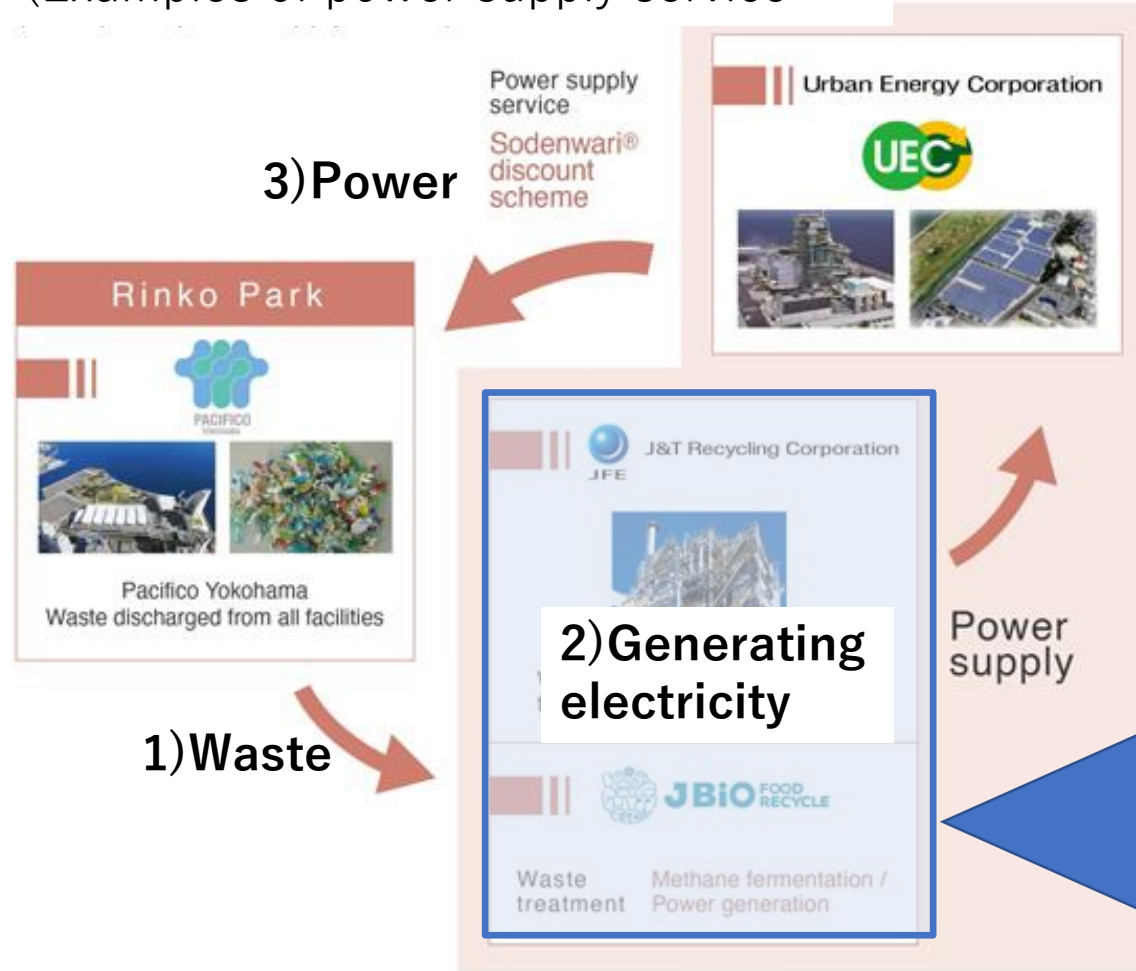 (Examples of power supply service
Power supply
service
Sodenwari®
discount
scheme
3)Power
Urban Energy Corporation
UEC
Rinko Park
PACIFICO
YOKOHAMA
Pacifico Yokohama
Waste discharged from all facilities
1)Waste
JFE
J&T Recycling Corporation
2)Generating
electricity
JBiO FOOD
RECYCLE
Waste
treatment
Methane fermentation /
Power generation
Power
supply